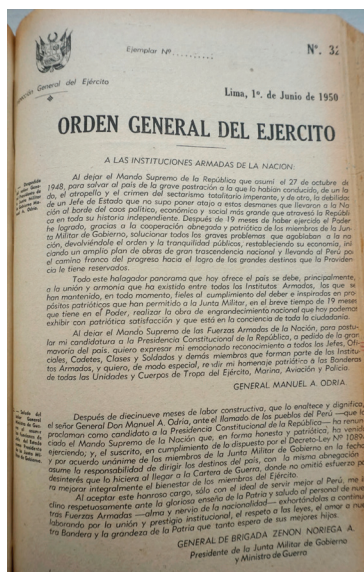 Ejemplar Nº..........
Nº. 32
General del Ejército
Lima, 1º. de Junio de 1950
ORDEN GENERAL DEL EJERCITO
A LAS INSTITUCIONES ARMADAS DE LA NACION:
Al dejar el Mando Supremo de la República que asumí el 27 de octubre de
1948, para salvar al país de la grave postración a la que lo habían conducido, de un la-
do, el atropello y el crimen del sectarismo totalitario imperante, y de otro, la debilidad
de un Jefe de Estado que no supo poner atajo a estos desmanes que llevaron a la Na-
ción al borde del caos político, económico y social más grande que atravesó la Repúbli-
ca en toda su historia independiente. Después de 19 meses de haber ejercido el Poder
he logrado, gracias a la cooperación abnegada y patriótica de los miembros de la Jun-
ta Militar de Gobierno, solucionar todos los graves problemas que agobiaban a la na-
ción, devolviéndole el orden y la tranquilidad públicos, restableciendo su economía, ini-
ciando un amplio plan de obras de gran trascendencia nacional y llevando al Perú por
el camino franco del progreso hacia el logro de los grandes destinos que la Providen-
cia le tiene reservados.
Todo este halagador panorama que hoy ofrece el país se debe, principalmente,
a la unión y armonía que ha existido entre todos los Institutos Armados, los que se
han mantenido, en todo momento, fieles al cumplimiento del deber e inspirados en pro-
pósitos patrióticos que han permitido a la Junta Militar, en el breve tiempo de 19 meses
que tiene en el Poder, realizar la obra de engrandecimiento nacional que hoy podemos
exhibir con patriótica satisfacción y que está en la conciencia de toda la ciudadanía.
Al dejar el Mando Supremo de las Fuerzas Armadas de la Nación, para postu-
lar mi candidatura a la Presidencia Constitucional de la República, a pedido de la gran
mayoría del país, quiero expresar mi emocionado reconocimiento a todos los Jefes, Ofi-
ciales, Cadetes, Clases y Soldados y demás miembros que forman parte de los Institu-
tos Armados, y quiero, de modo especial, rendir mi homenaje patriótico a las Banderas
de todas las Unidades y Cuerpos de Tropa del Ejército, Marina, Aviación y Policía.
GENERAL MANUEL A. ODRIA.
Después de diecinueve meses de labor constructiva, que lo enaltece y dignifica,
el señor General Don Manuel A. Odría, ante el llamado de los pueblos del Perú —que lo
proclaman como candidato a la Presidencia Constitucional de la República— ha renun-
ciado el Mando Supremo de la Nación que, en forma honesta y patriótica, ha venido
ejerciendo; y, el suscrito, en cumplimiento de lo dispuesto por el Decreto-Ley Nº
y por acuerdo unánime de los miembros de la Junta Militar de Gobierno en la fecha
asume la responsabilidad de dirigir los destinos del país, con la misma abnegación y
desinterés que lo hiciera al llegar a la Cartera de Guerra, donde no omitió esfuerzo pa-
ra mejorar integralmente el bienestar de los miembros del Ejército.
Al aceptar este honroso cargo, sólo con el ideal de servir mejor al Perú, me in-
clino respetuosamente ante la gloriosa enseña de la Patria y saludo al personal de nues-
tras Fuerzas Armadas —alma y nervio de la nacionalidad— exhortándolas a continuar
laborando por la unión y prestigio institucional, el respeto a las leyes, el amor a nues-
tra Bandera y la grandeza de la Patria que tanto espera de sus mejores hijos.
GENERAL DE BRIGADA ZENON NORIEGA A.
Presidente de la Junta Militar de Gobierno
y Ministro de Guerra